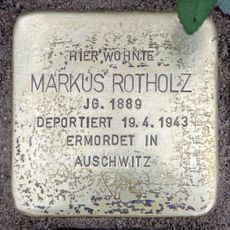 HIER WOHNTE
MARKUS ROTHOLZ
JG. 1889
DEPORTIERT 19.4.1943
ERMORDET IN
AUSCHWITZ